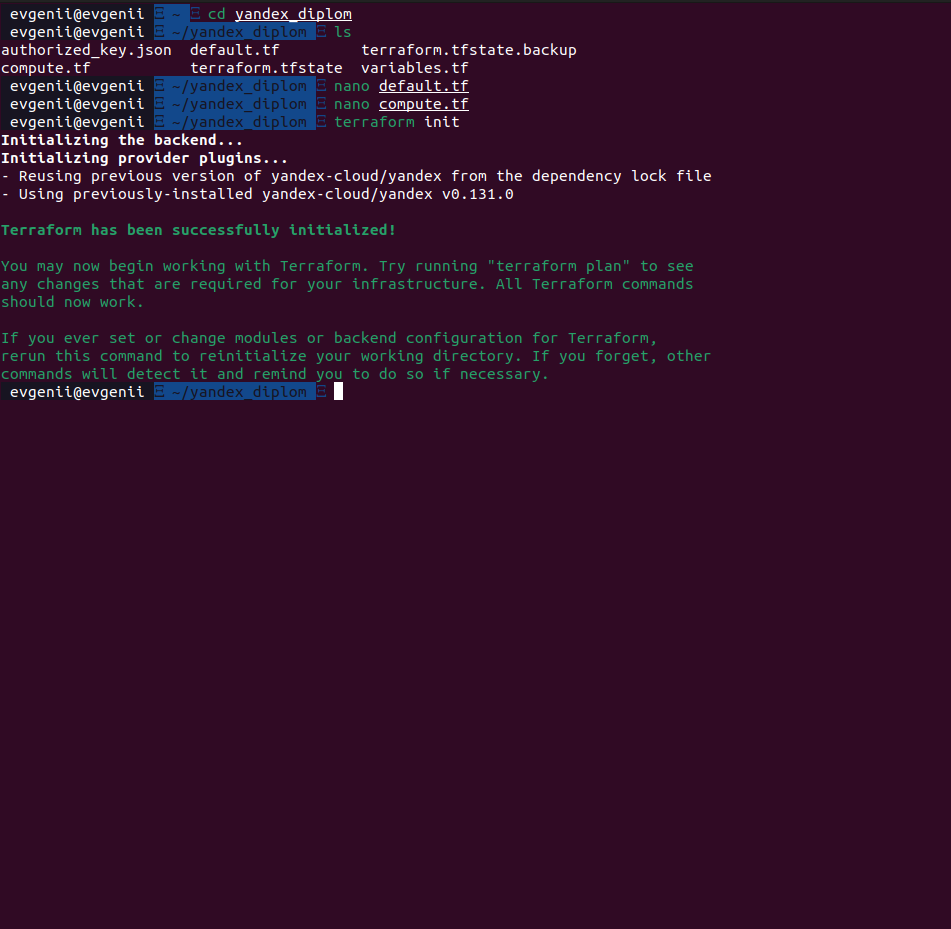 evgenii@evgenii ~ cd yandex_diplom
evgenii@evgenii ~/yandex_diplom ls
authorized_key.json default.tf terraform.tfstate.backup
compute.tf terraform.tfstate variables.tf
evgenii@evgenii ~/yandex_diplom nano default.tf
evgenii@evgenii ~/yandex_diplom nano compute.tf
evgenii@evgenii ~/yandex_diplom terraform init
Initializing the backend...
Initializing provider plugins...
- Reusing previous version of yandex-cloud/yandex from the dependency lock file
- Using previously-installed yandex-cloud/yandex v0.131.0
Terraform has been successfully initialized!
You may now begin working with Terraform. Try running "terraform plan" to see
any changes that are required for your infrastructure. All Terraform commands
should now work.
If you ever set or change modules or backend configuration for Terraform,
rerun this command to reinitialize your working directory. If you forget, other
commands will detect it and remind you to do so if necessary.
evgenii@evgenii ~/yandex_diplom